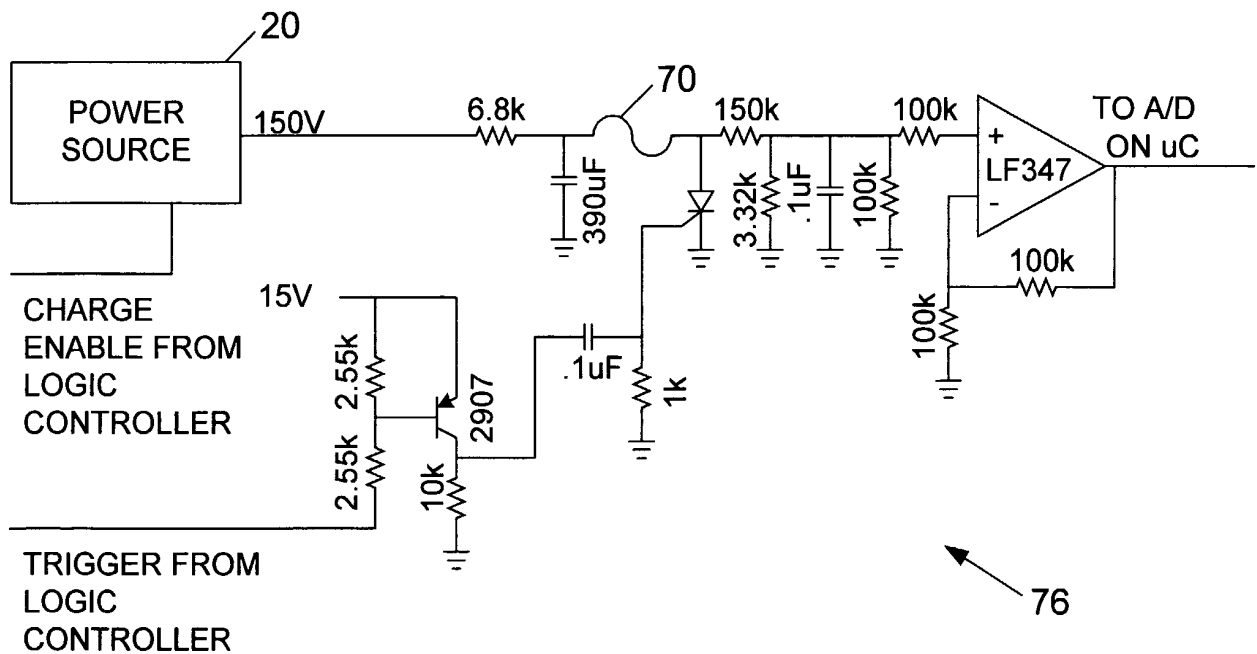 20
POWER
SOURCE
150V
6.8k
70
150k
100k
TO A/D
ON uC
+
LF347
-
390uF
3.32k
.1uF
100k
100k
100k
CHARGE
ENABLE FROM
LOGIC
CONTROLLER
15V
2.55k
2907
.1uF
1k
2.55k
10k
TRIGGER FROM
LOGIC
CONTROLLER
76